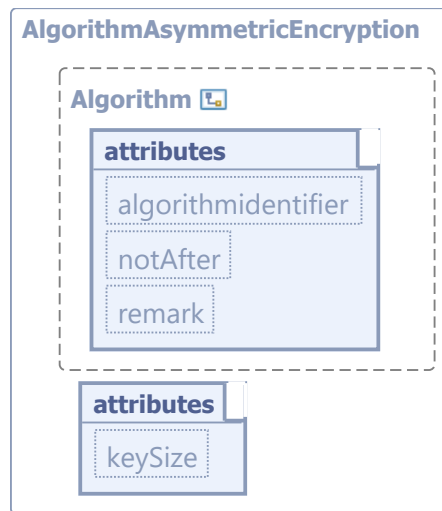 AlgorithmAsymmetricEncryption
Algorithm
attributes
algorithmidentifier
notAfter
remark
attributes
keySize